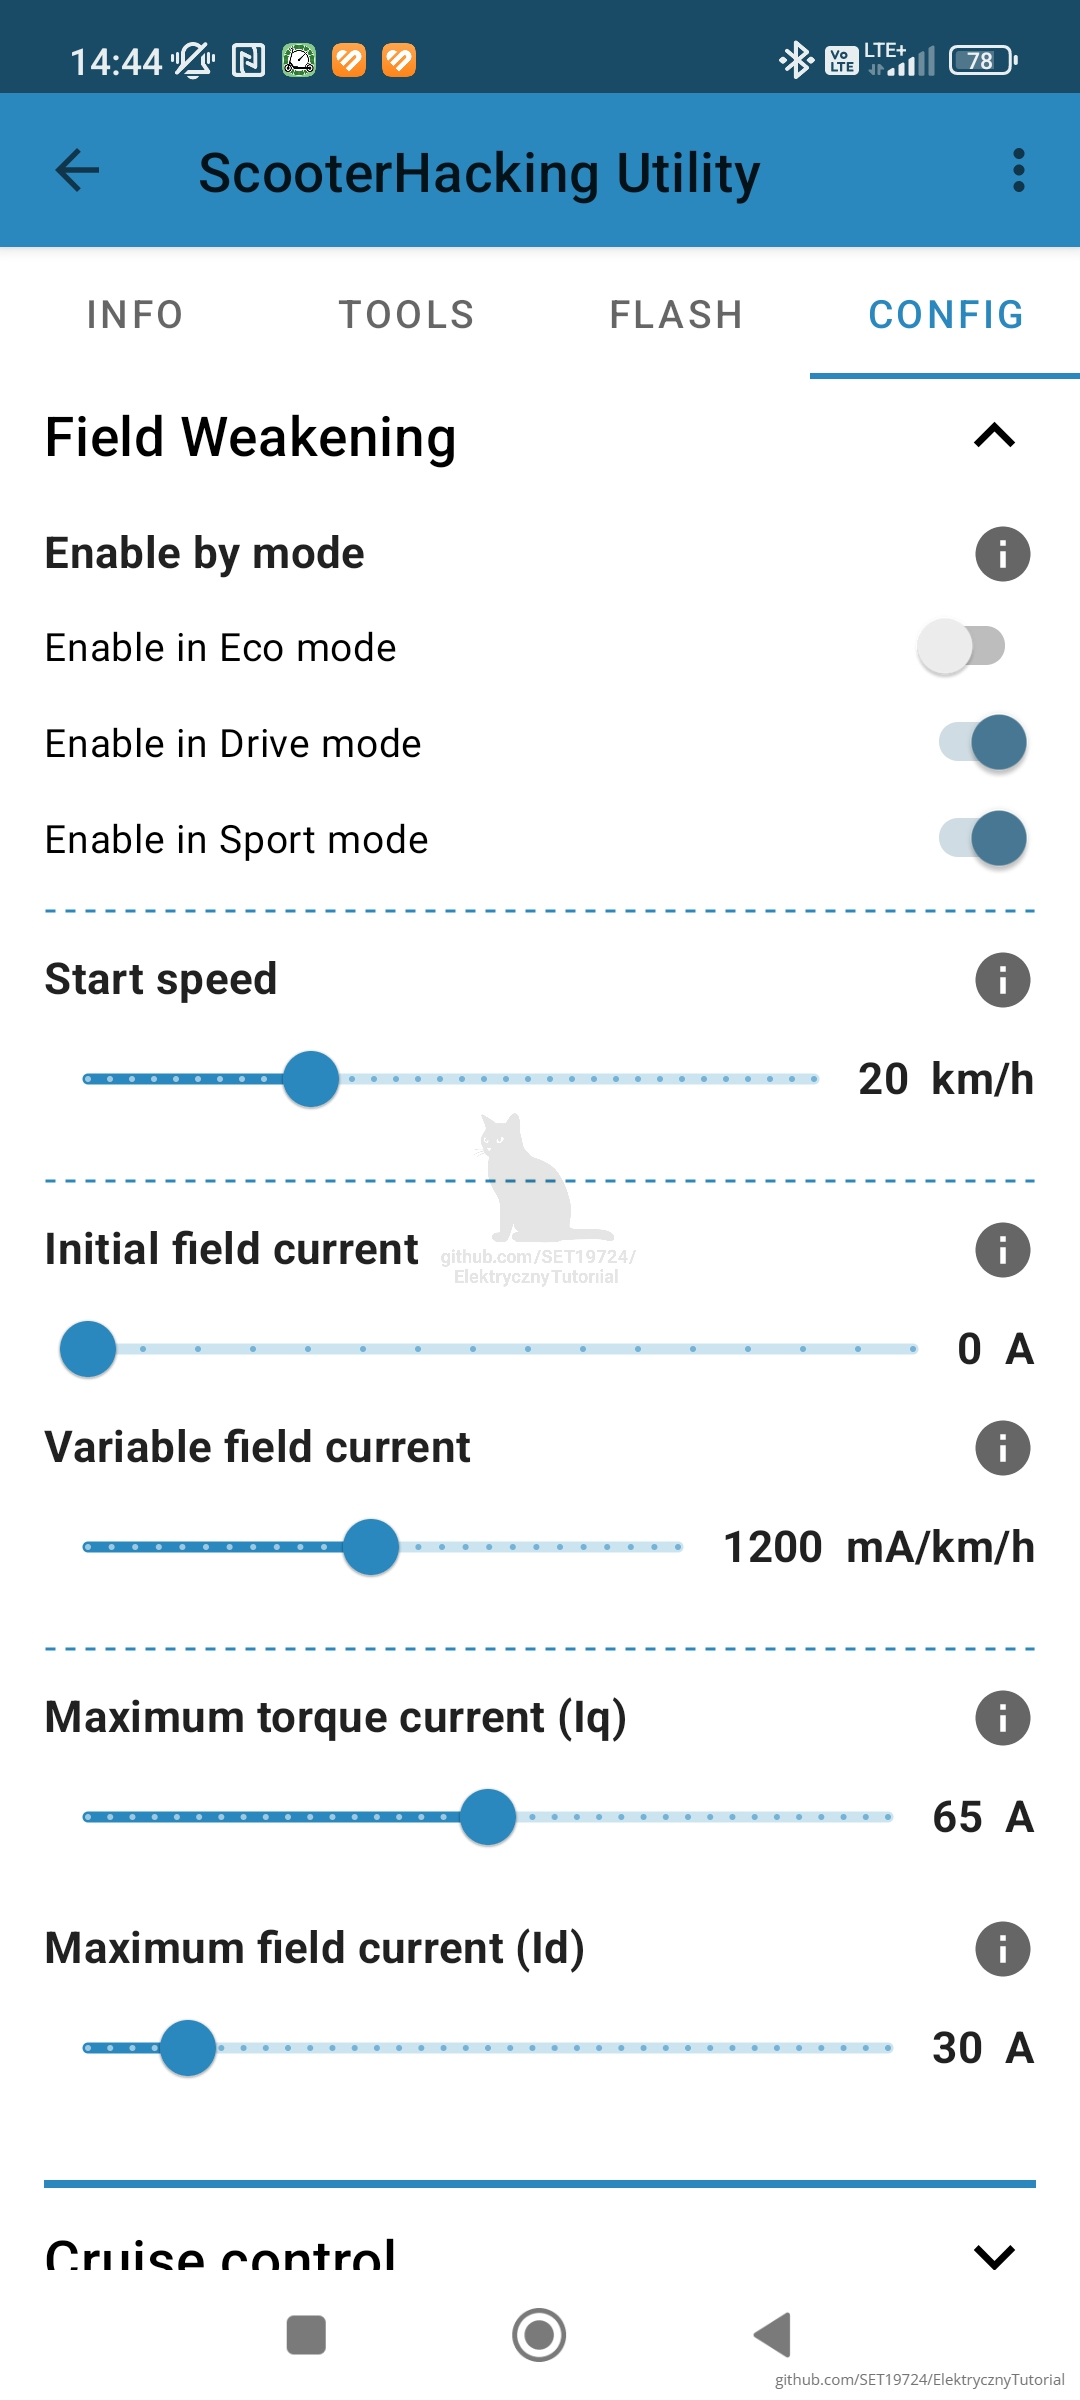 14:44
Vo LTE
LTE+
78
ScooterHacking Utility
INFO
TOOLS
FLASH
CONFIG
Field Weakening
Enable by mode
Enable in Eco mode
Enable in Drive mode
Enable in Sport mode
Start speed
20 km/h
github.com/SET19724/
ElektrycznyTutorial
Initial field current
0 A
Variable field current
1200 mA/km/h
Maximum torque current (Iq)
65 A
Maximum field current (Id)
30 A
Cruise control
github.com/SET19724/ElektrycznyTutorial